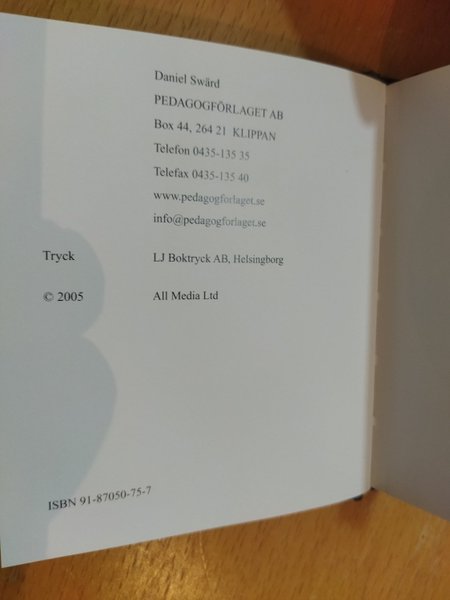 Daniel Swärd
PEDAGOGFÖRLAGET AB
Box 44, 264 21 KLIPPAN
Telefon 0435-135 35
Telefax 0435-135 40
www.pedagogforlaget.se
info@pedagogforlaget.se
Tryck LJ Boktryck AB, Helsingborg
© 2005 All Media Ltd
ISBN 91-87050-75-7